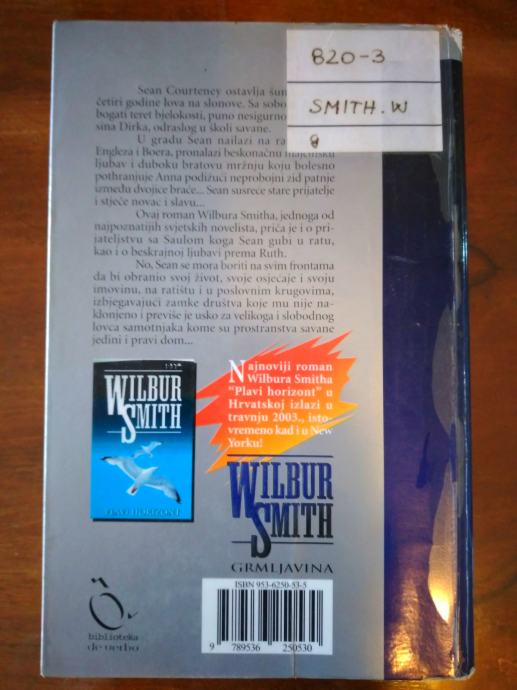 820-3
SMITH.W
Sean Courteney ostavlja
četiri godine lova na slonove. Sa
bogati teret bjelokosti, puno
sina Dirka, odraslog u školi savane.
U gradu Sean nailazi na
Engleza i Boera, pronalazi beskonačnu majčinsku
ljubav i duboku bratovu mržnju koju bolesno
pothranjuje Anna podižući neprobojni zid patnje
između dvojice braće... Sean susreće stare prijatelje
i stječe novac i slavu...
Ovaj roman Wilbura Smitha, jednoga od
najpoznatijih svjetskih novelista, priča je i o pri-
jateljstvu sa Saulom koga Sean gubi u ratu,
kao i o beskrajnoj ljubavi prema Ruth.
No, Sean se mora boriti na svim frontama
da bi obranio svoj život, svoje osjećaje i svoju
imovinu, na ratištu i u poslovnim krugovima,
izbjegavajući zamke društva koje mu nije na-
klonjeno i previše je usko za velikoga i slobodnog
lovca samotnjaka kome su prostranstva savane
jedini i pravi dom...
WILBUR
SMITH
PLAVI HORIZONT
Najnoviji roman
Wilbura Smitha
"Plavi horizont" u
Hrvatskoj izlazi u
travnju 2003., isto-
vremeno kad i u New
Yorku!
WILBUR
SMITH
GRMLJAVINA
ISBN 953-6250-53-5
9 789536 250530
biblioteka
de verbo